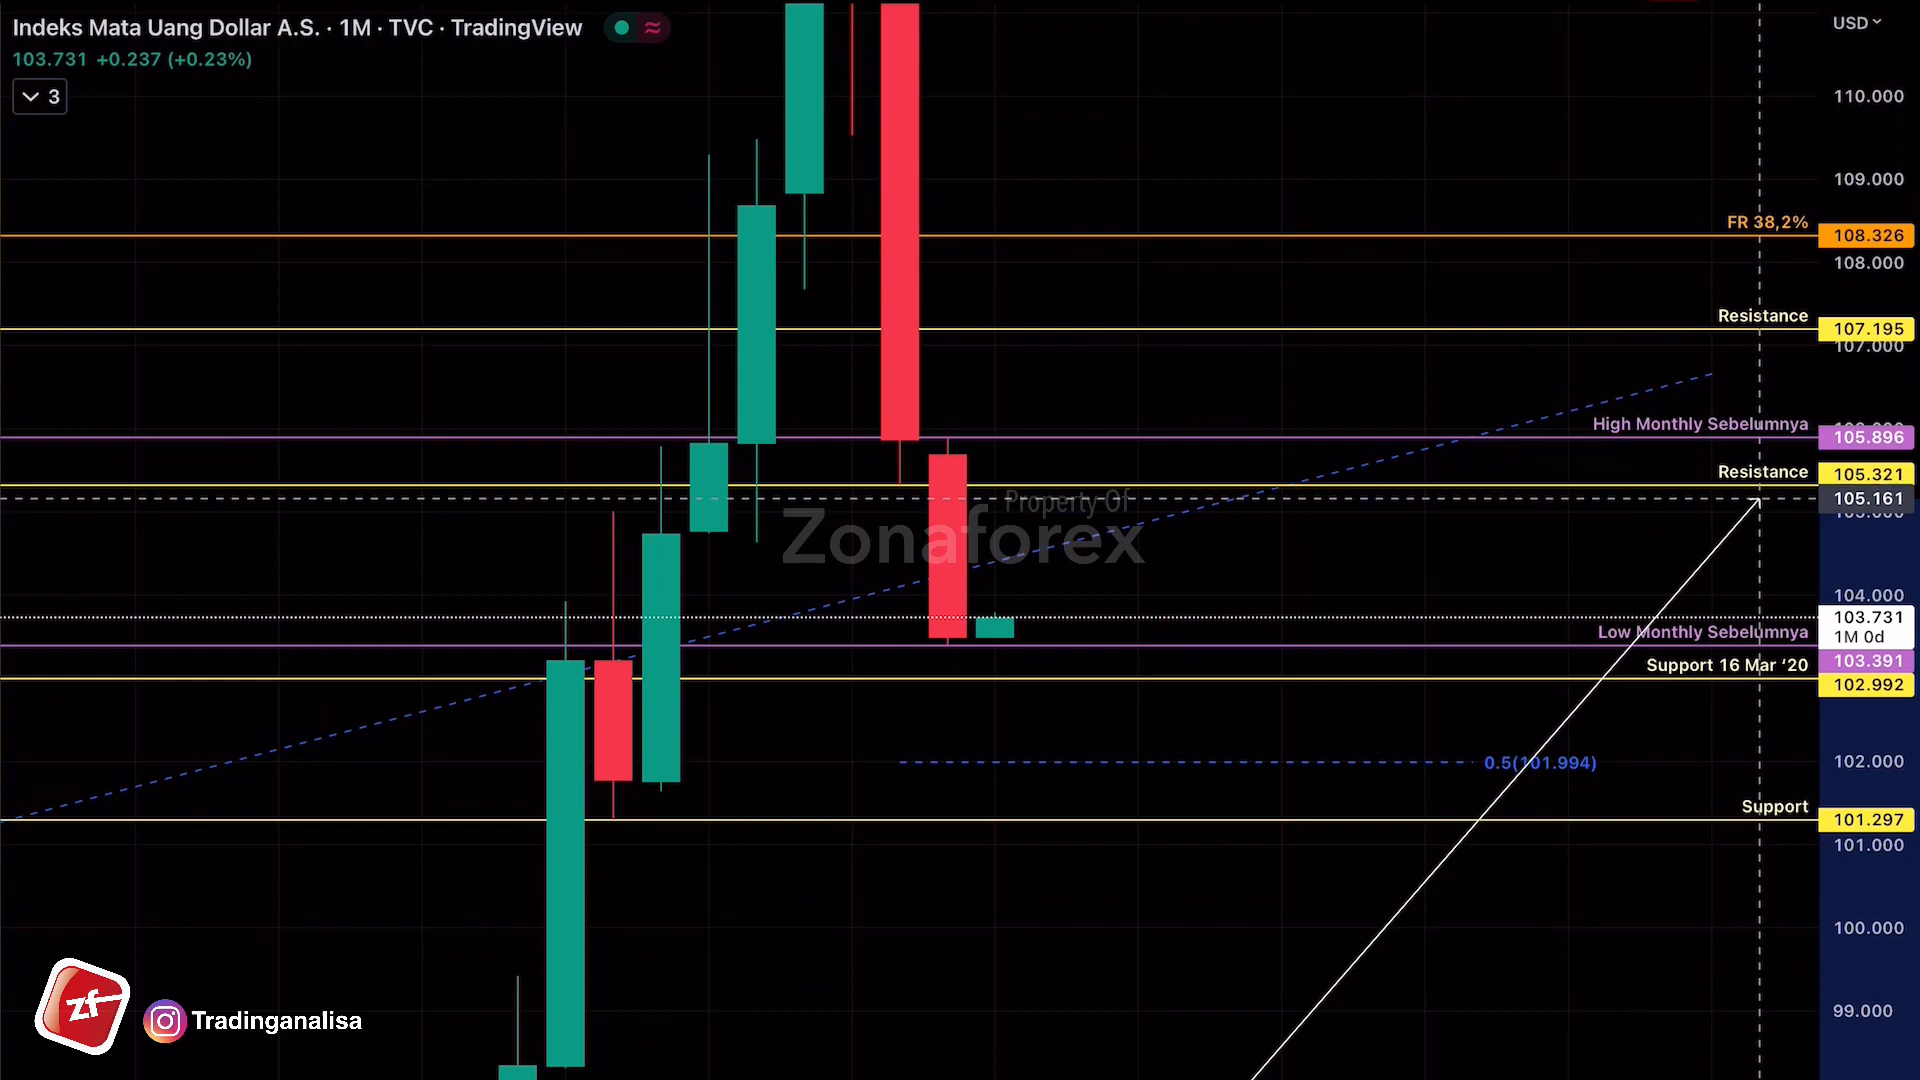 Indeks Mata Uang Dollar A.S. · 1M · TVC · TradingView
USD
103.731 +0.237 (+0.23%)
3
110.000
109.000
FR 38,2%
108.326
108.000
Resistance
107.195
107.000
High Monthly Sebelumnya
105.896
Resistance
105.321
105.161
105.000
Property Of
Zonaforex
104.000
103.731
1M 0d
Low Monthly Sebelumnya
103.391
Support 16 Mar ‘20
102.992
102.000
0.5(101.994)
Support
101.297
101.000
100.000
99.000
zf
Tradinganalisa